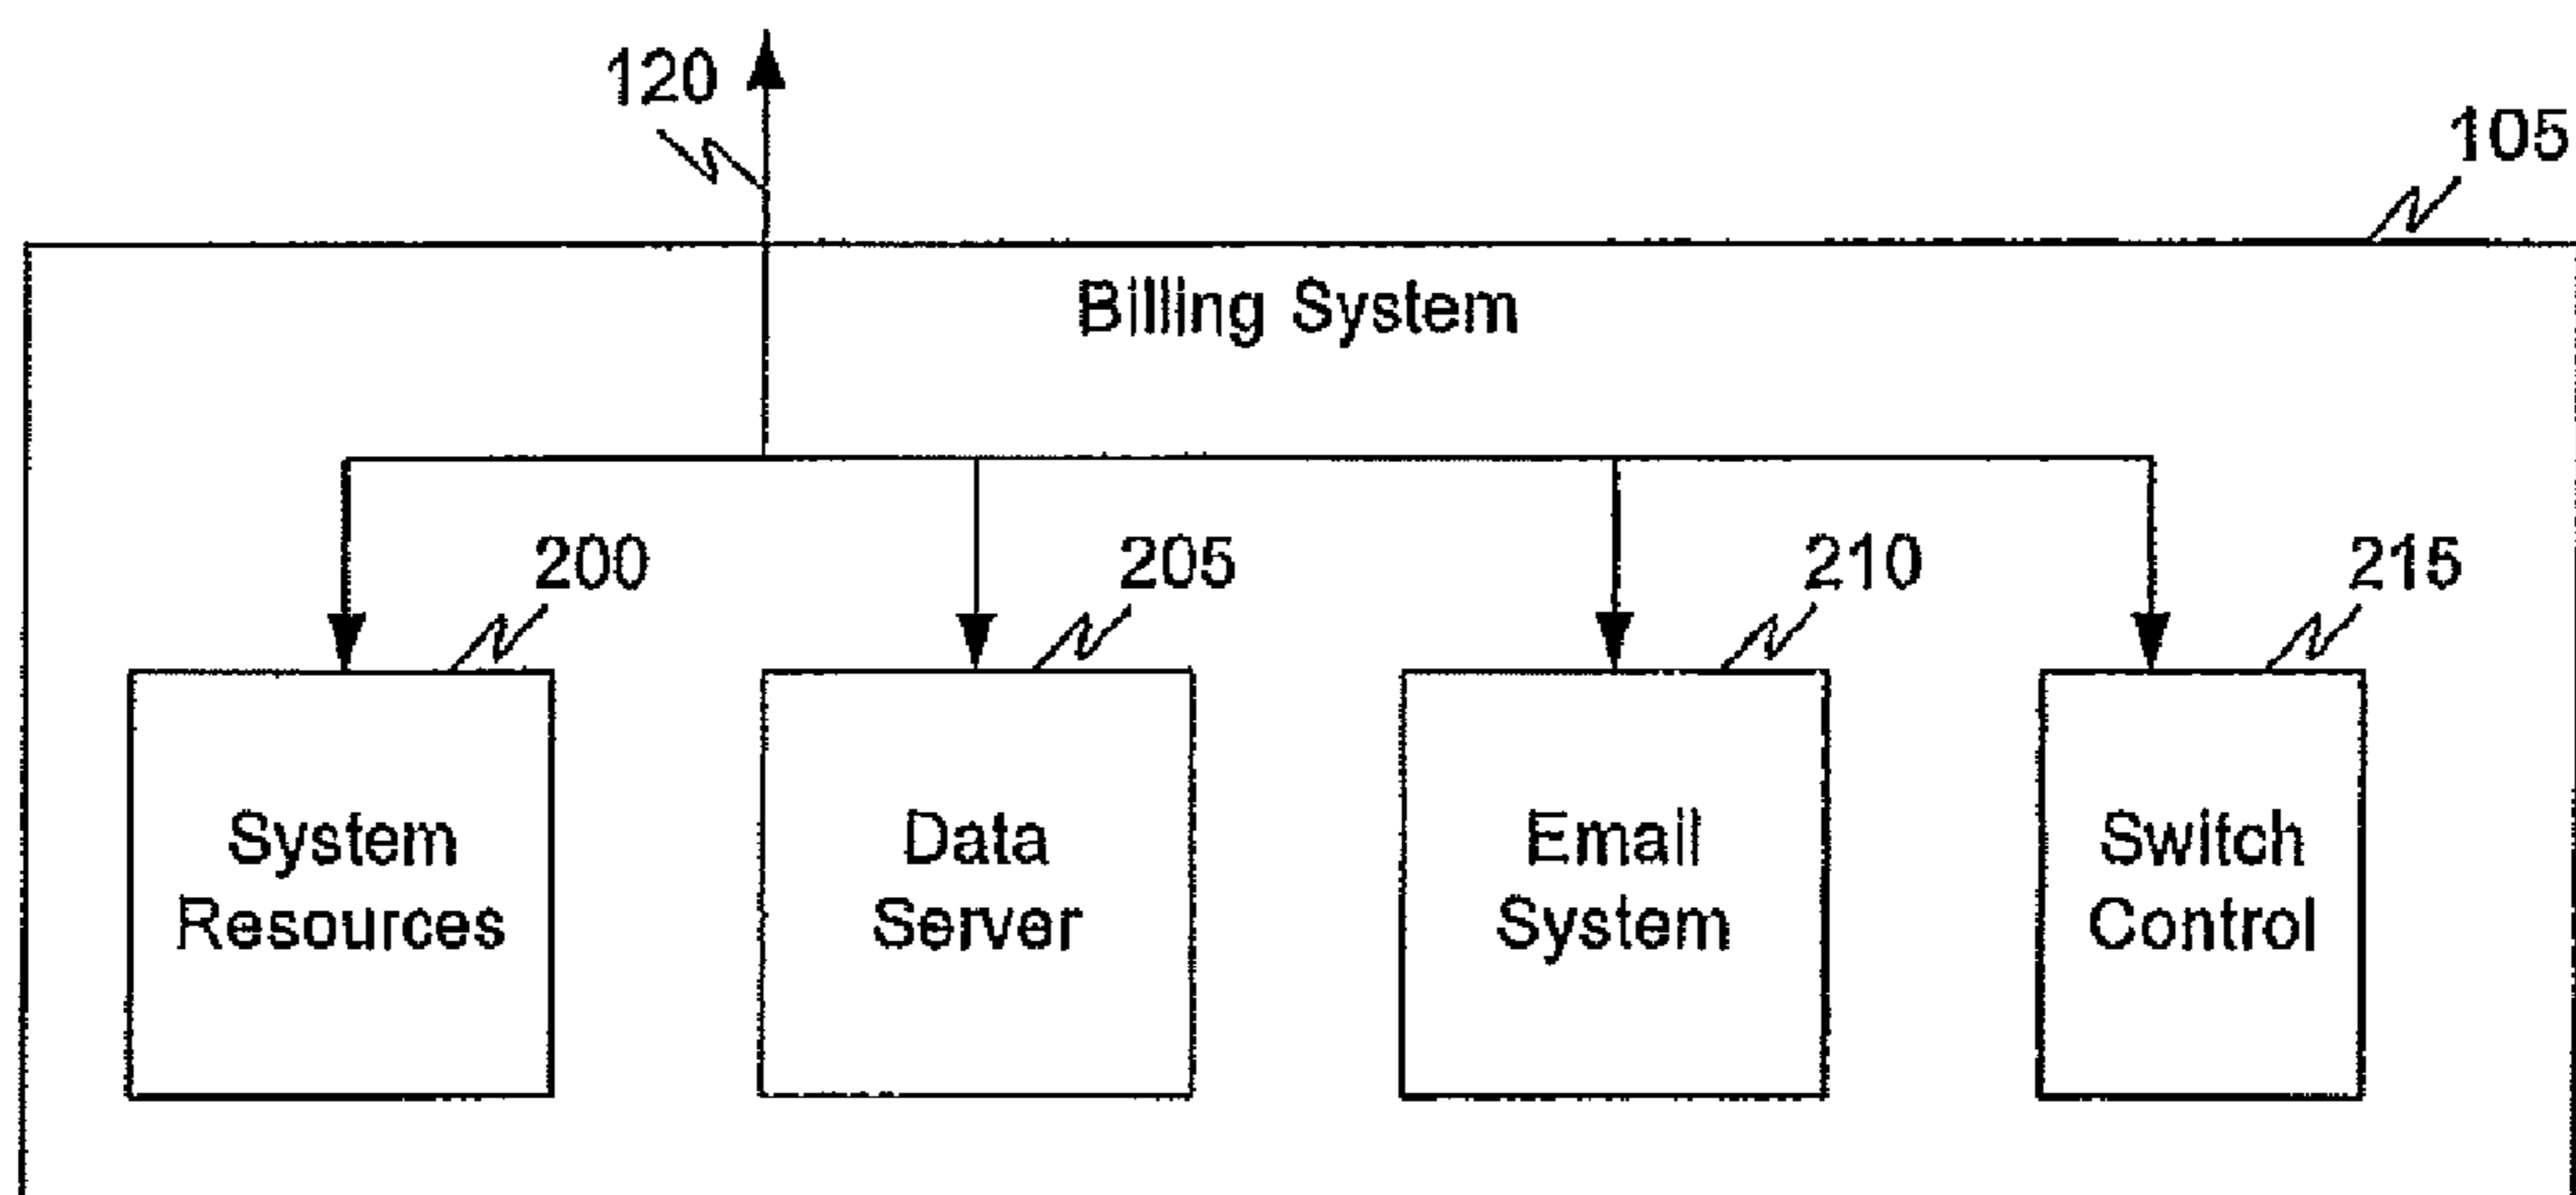 120
105
Billing System
200
205
210
215
System
Resources
Data
Server
Email
System
Switch
Control